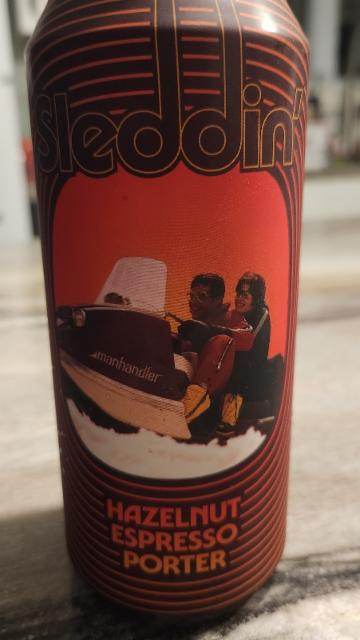 Sleddin'
manhandler
HAZELNUT
ESPRESSO
PORTER